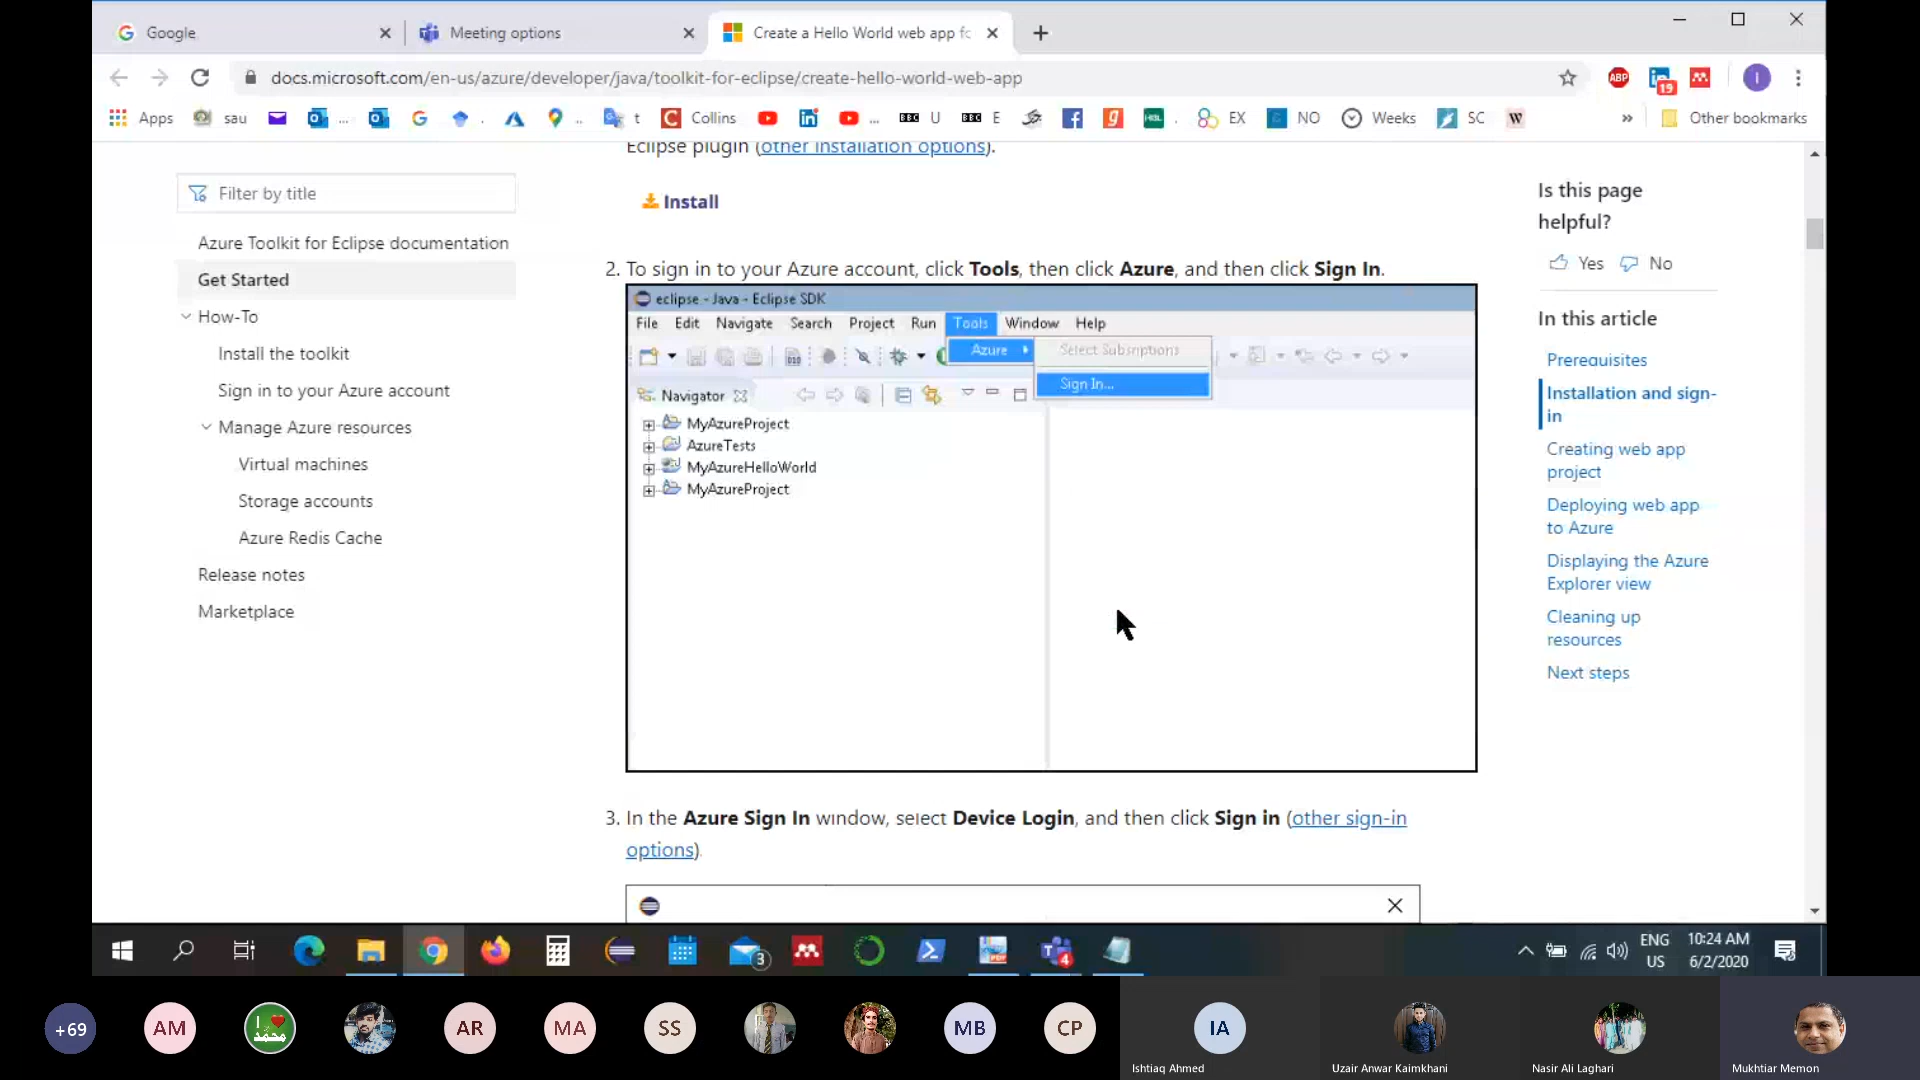 Google
Meeting options
Create a Hello World web app fo
docs.microsoft.com/en-us/azure/developer/java/toolkit-for-eclipse/create-hello-world-web-app
ABP
19
I
Apps
sau
...
t
Collins
...
BBC U
BBC E
HBL
EX
NO
Weeks
SC
W
»
Other bookmarks
Filter by title
Azure Toolkit for Eclipse documentation
Get Started
How-To
Install the toolkit
Sign in to your Azure account
Manage Azure resources
Virtual machines
Storage accounts
Azure Redis Cache
Release notes
Marketplace
Eclipse plugin (other installation options).
Install
2. To sign in to your Azure account, click Tools, then click Azure, and then click Sign In.
eclipse - Java - Eclipse SDK
File Edit Navigate Search Project Run Tools Window Help
Azure
Select Subsriptions
Sign In...
Navigator
MyAzureProject
AzureTests
MyAzureHelloWorld
MyAzureProject
3. In the Azure Sign In window, select Device Login, and then click Sign in (other sign-in
options).
Is this page
helpful?
Yes No
In this article
Prerequisites
Installation and sign-
in
Creating web app
project
Deploying web app
to Azure
Displaying the Azure
Explorer view
Cleaning up
resources
Next steps
3
4
ENG
US
10:24 AM
6/2/2020
+69
AM
I
محمد
AR
MA
SS
MB
CP
IA
Ishtiaq Ahmed
Uzair Anwar Kaimkhani
Nasir Ali Laghari
Mukhtiar Memon